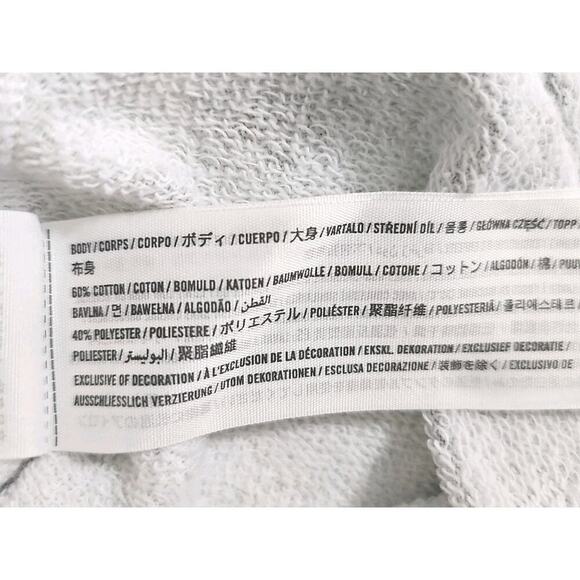 BODY / CORPS / CORPO / ボディ / CUERPO / 大身 / VARTALO / STŘEDNÍ DÍL / 몸통 / GŁÓWNA CZĘŚĆ / TOPP
布身
60% COTTON / COTON / BOMULD / KATOEN / BAUMWOLLE / BOMULL / COTONE / コットン / ALGODÓN / 棉 / PUUV
BAVLNA / 면 / BAWEŁNA / ALGODÃO / القطن
40% POLYESTER / POLIESTERE / ポリエステル / POLIÉSTER / 聚酯纤维 / POLYESTERIÄ / 폴리에스테르
POLIESTER / البوليستر / 聚脂纖維
EXCLUSIVE OF DECORATION / À L'EXCLUSION DE LA DÉCORATION / EKSKL. DEKORATION / EXCLUSIEF DECORATIE /
AUSSCHLIESSLICH VERZIERUNG / UTOM DEKORATIONEN / ESCLUSA DECORAZIONE / 装飾を除く / EXCLUSIVO DE